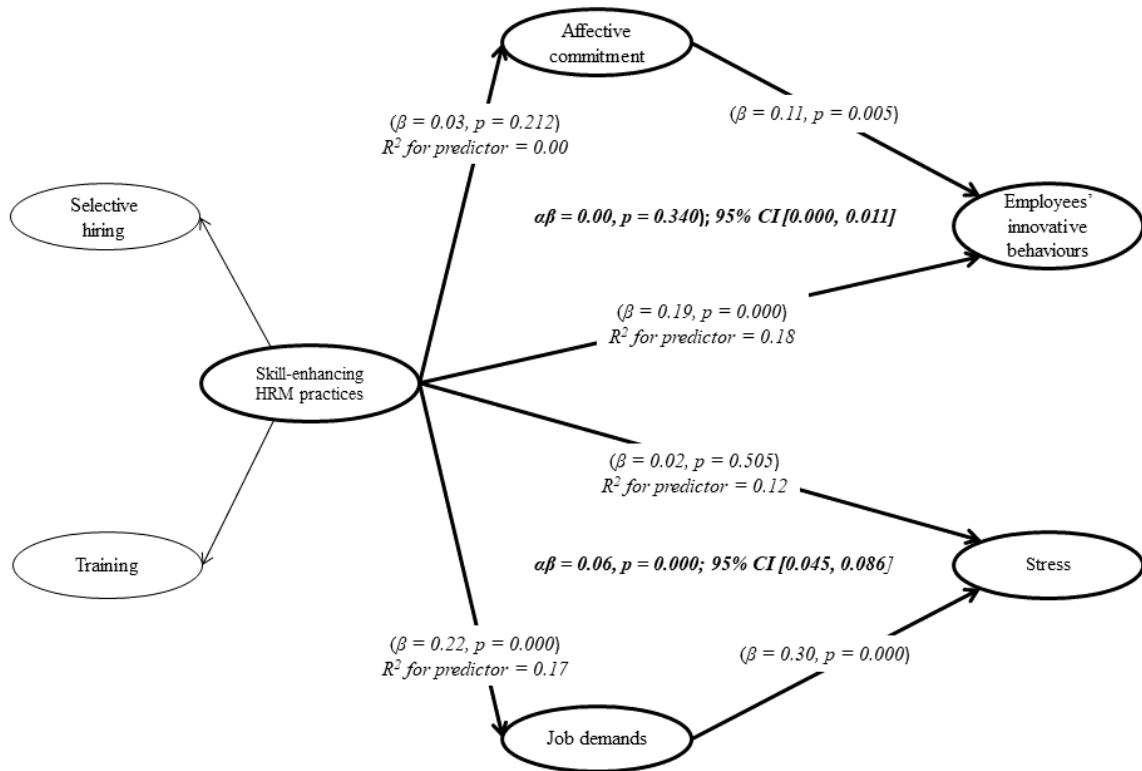 Affective
commitment
(β = 0.03, p = 0.212)
R² for predictor = 0.00
(β = 0.11, p = 0.005)
Selective
hiring
αβ = 0.00, p = 0.340); 95% CI [0.000, 0.011]
Employees’
innovative
behaviours
(β = 0.19, p = 0.000)
R² for predictor = 0.18
Skill-enhancing
HRM practices
(β = 0.02, p = 0.505)
R² for predictor = 0.12
Training
αβ = 0.06, p = 0.000; 95% CI [0.045, 0.086]
Stress
(β = 0.22, p = 0.000)
R² for predictor = 0.17
(β = 0.30, p = 0.000)
Job demands